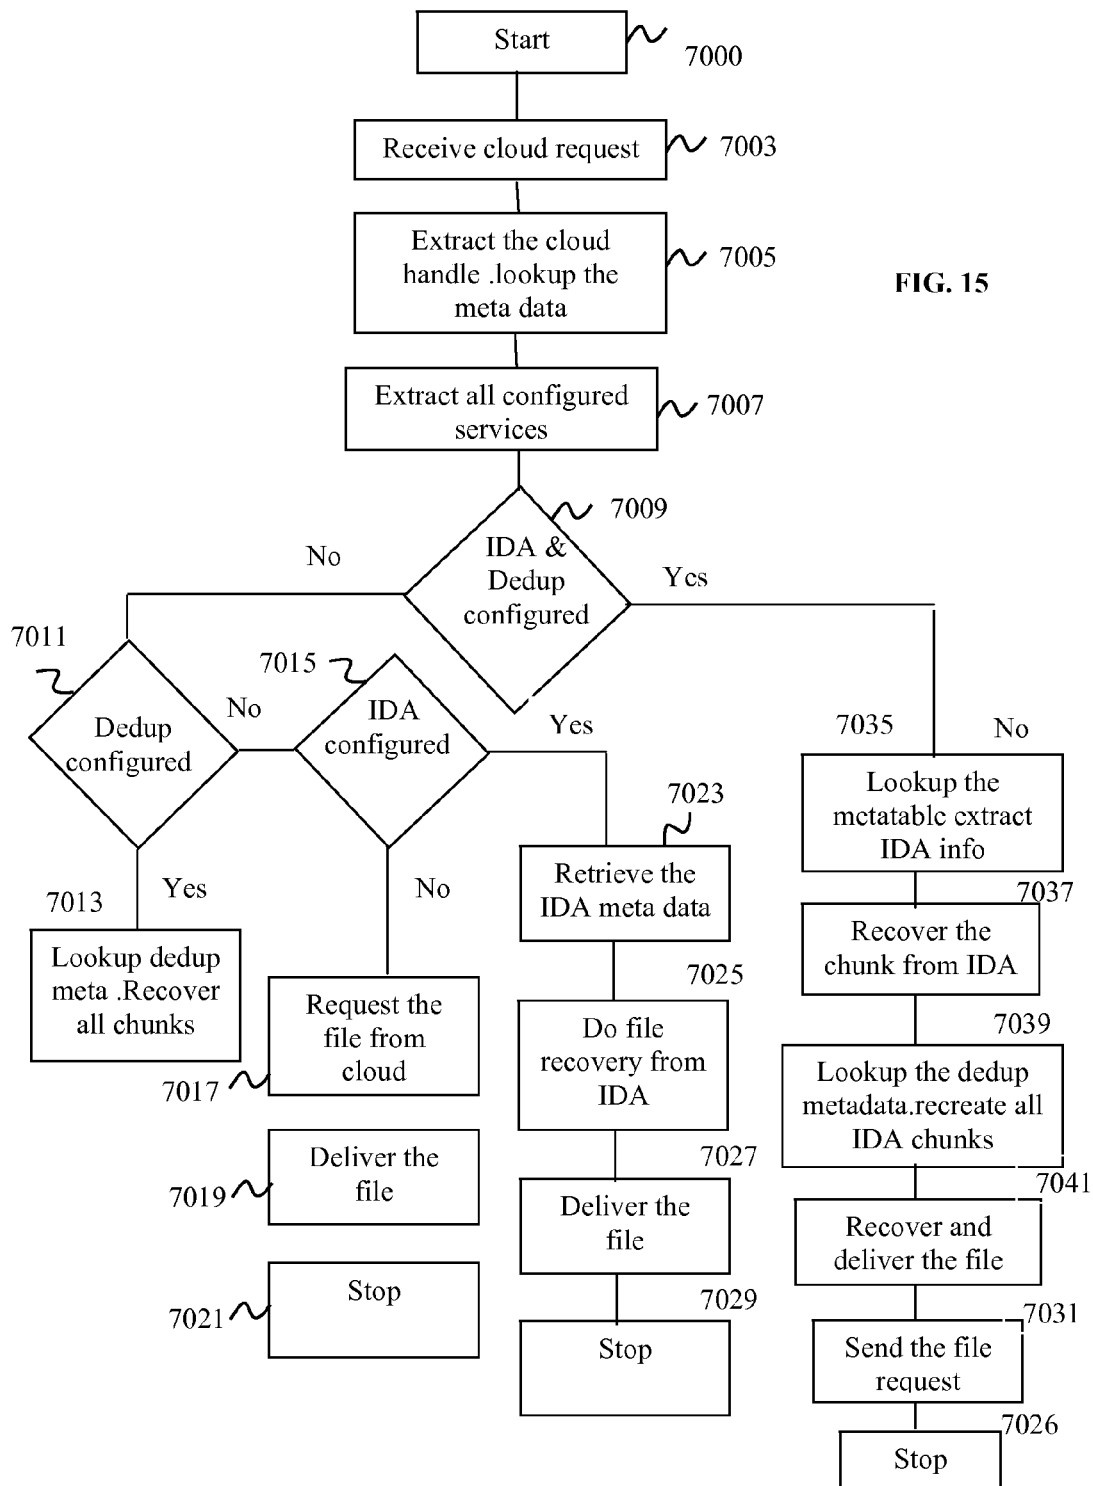 Start
7000
Receive cloud request
7003
Extract the cloud
handle .lookup the
meta data
7005
FIG. 15
Extract all configured
services
7007
7009
IDA &
Dedup
configured
No
Yes
7011
Dedup
configured
No
7015
IDA
configured
Yes
7035
No
Lookup the
metatable extract
IDA info
7023
Retrieve the
IDA meta data
7013
Yes
No
7037
Recover the
chunk from IDA
Lookup dedup
meta .Recover
all chunks
Request the
file from
cloud
7017
7025
Do file
recovery from
IDA
7039
Lookup the dedup
metadata.recreate all
IDA chunks
Deliver the
file
7019
7027
Deliver the
file
7041
Recover and
deliver the file
Stop
7021
7029
Stop
7031
Send the file
request
7026
Stop